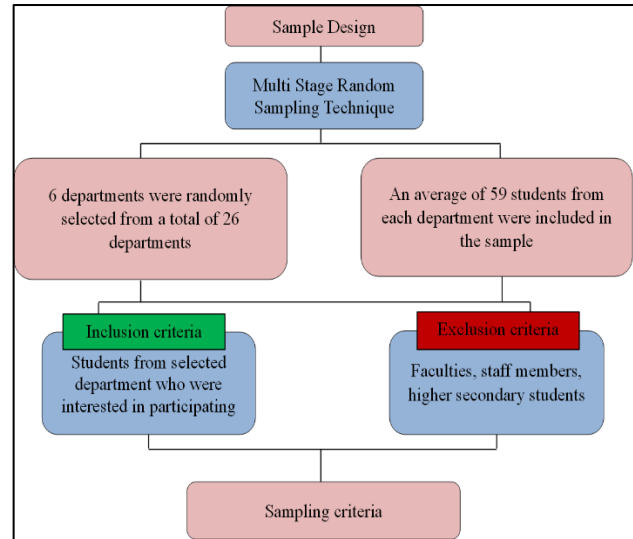 Sample Design
Multi Stage Random
Sampling Technique
6 departments were randomly
selected from a total of 26
departments
An average of 59 students from
each department were included in
the sample
Inclusion criteria
Students from selected
department who were
interested in participating
Exclusion criteria
Faculties, staff members,
higher secondary students
Sampling criteria